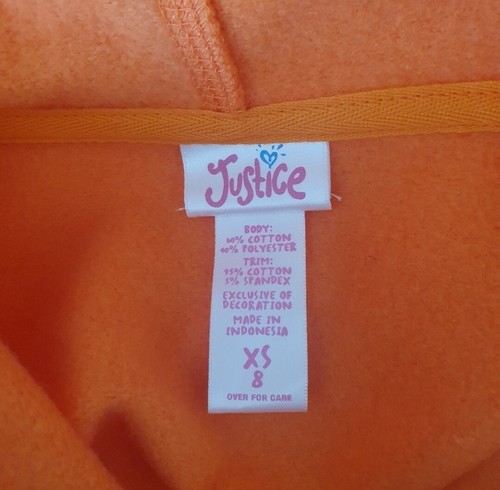 Justice
BODY:
60% COTTON
40% POLYESTER
TRIM:
95% COTTON
5% SPANDEX
EXCLUSIVE OF
DECORATION
MADE IN
INDONESIA
XS
8
OVER FOR CARE